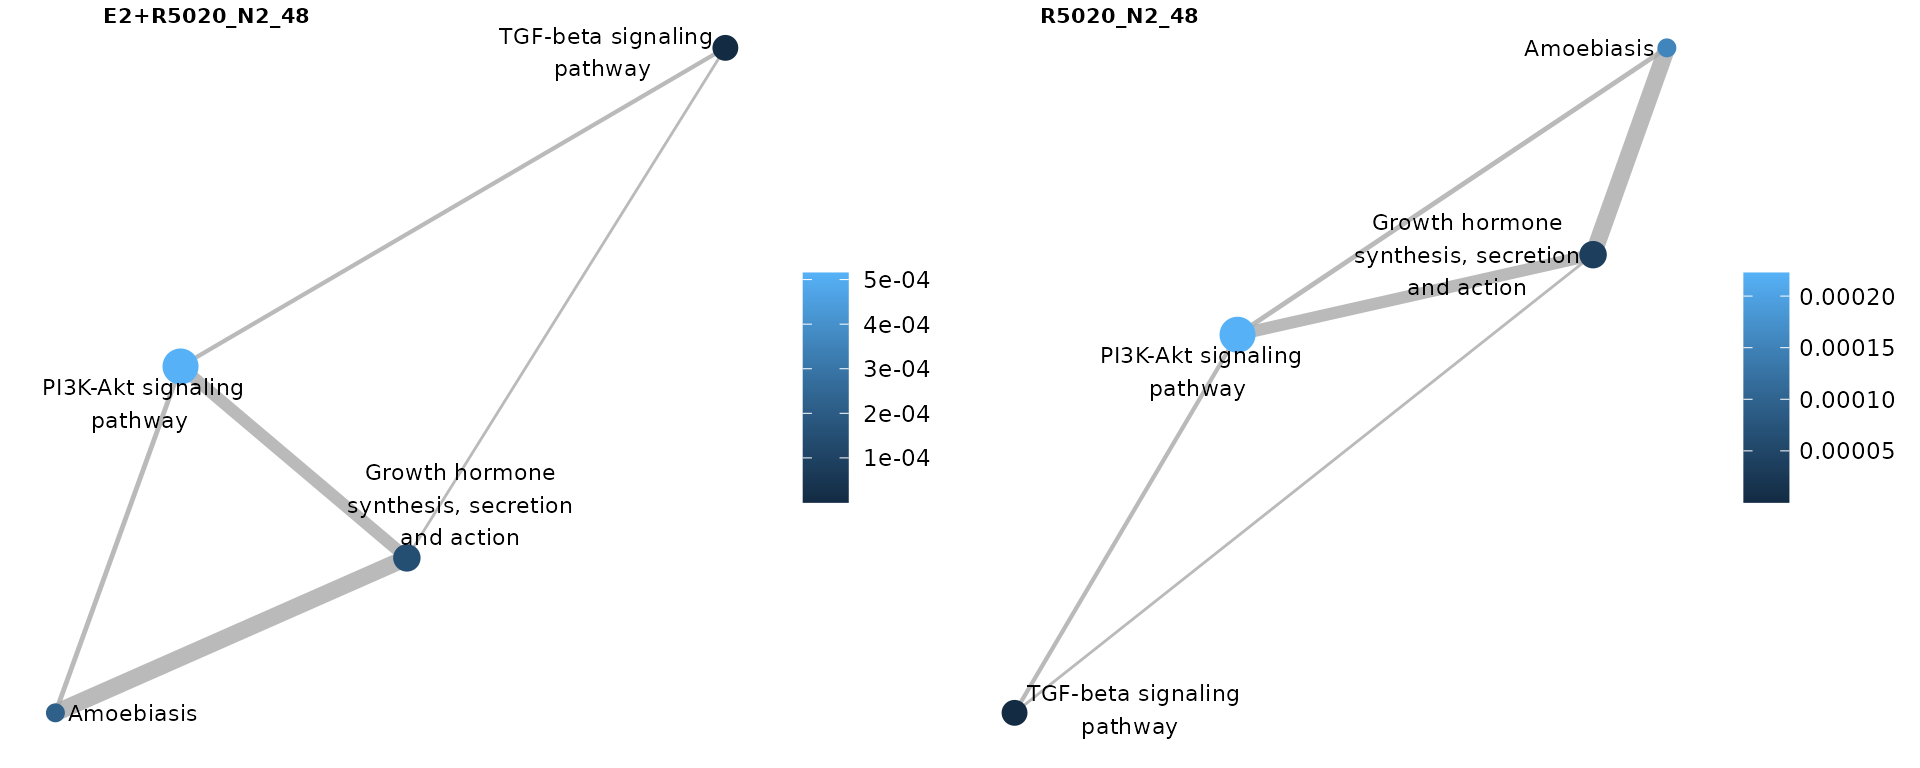 E2+R5020_N2_48
TGF-beta signaling
pathway
PI3K-Akt signaling
pathway
Growth hormone
synthesis, secretion
and action
Amoebiasis
5e-04
4e-04
3e-04
2e-04
1e-04
R5020_N2_48
Amoebiasis
Growth hormone
synthesis, secretion
and action
PI3K-Akt signaling
pathway
TGF-beta signaling
pathway
0.00020
0.00015
0.00010
0.00005